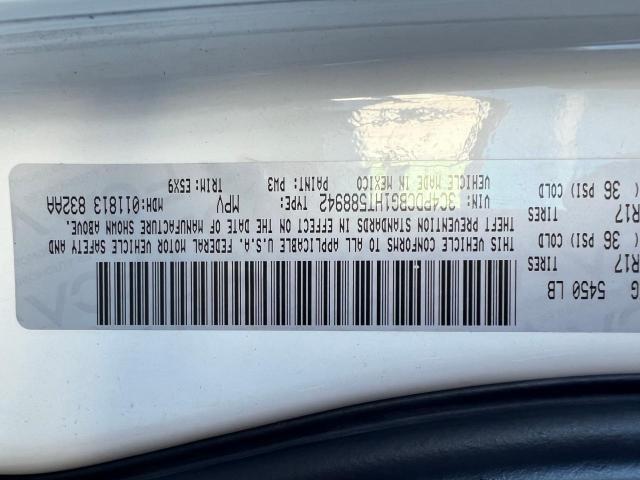 G 5450 LB
R17 TIRES
36 PSI) COLD
R17 TIRES
36 PSI) COLD
THIS VEHICLE CONFORMS TO ALL APPLICABLE U.S.A. FEDERAL MOTOR VEHICLE SAFETY AND
THEFT PREVENTION STANDARDS IN EFFECT ON THE DATE OF MANUFACTURE SHOWN ABOVE.
VIN: 3C4PDCBG1HT588942 TYPE: MPV MDH:011813 832AA
VEHICLE MADE IN MEXICO PAINT: PW3 TRIM:E5X9